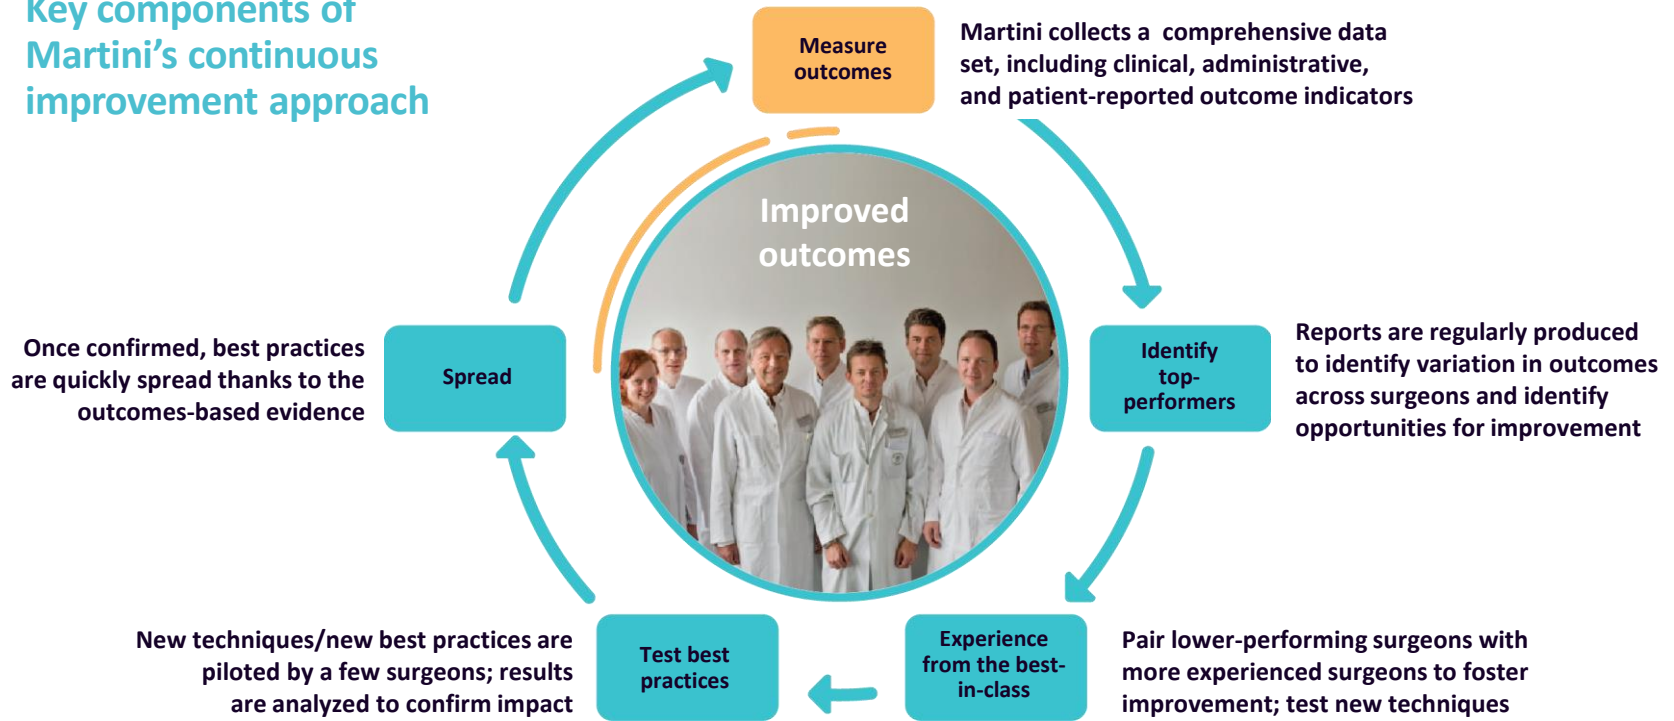 Key components of
Martini’s continuous
improvement approach
Measure
outcomes
Martini collects a comprehensive data
set, including clinical, administrative,
and patient-reported outcome indicators
Improved
outcomes
Identify
top-
performers
Reports are regularly produced
to identify variation in outcomes
across surgeons and identify
opportunities for improvement
Experience
from the best-
in-class
Pair lower-performing surgeons with
more experienced surgeons to foster
improvement; test new techniques
Test best
practices
New techniques/new best practices are
piloted by a few surgeons; results
are analyzed to confirm impact
Spread
Once confirmed, best practices
are quickly spread thanks to the
outcomes-based evidence